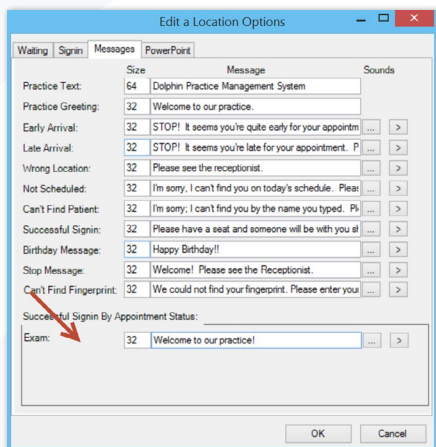 Edit a Location Options
Waiting Signin Messages PowerPoint
Size Message Sounds
Practice Text: 64 Dolphin Practice Management System
Practice Greeting: 32 Welcome to our practice.
Early Arrival: 32 STOP! It seems you're quite early for your appointm ... >
Late Arrival: 32 STOP! It seems you're late for your appointment. P ... >
Wrong Location: 32 Please see the receptionist. ... >
Not Scheduled: 32 I'm sorry, I can't find you on today's schedule. Pleas ... >
Can't Find Patient: 32 I'm sorry; I can't find you by the name you typed. Pl ... >
Successful Signin: 32 Please have a seat and someone will be with you sh ... >
Birthday Message: 32 Happy Birthday!! ... >
Stop Message: 32 Welcome! Please see the Receptionist. ... >
Can't Find Fingerprint: 32 We could not find your fingerprint. Please enter your ... >
Successful Signin By Appointment Status:
Exam: 32 Welcome to our practice! ... >
OK Cancel